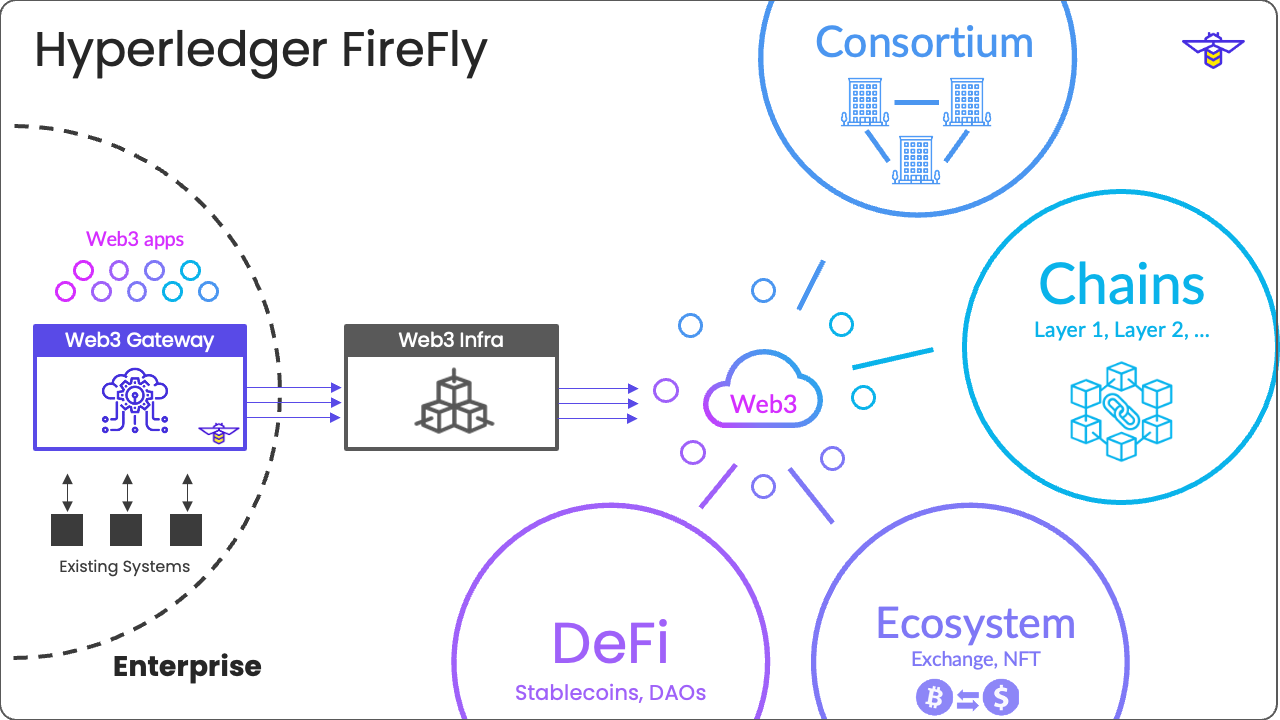 Hyperledger FireFly
Consortium
Web3 apps
Web3 Gateway
Web3 Infra
Existing Systems
Enterprise
Web3
Chains
Layer 1, Layer 2, ...
DeFi
Stablecoins, DAOs
Ecosystem
Exchange, NFT